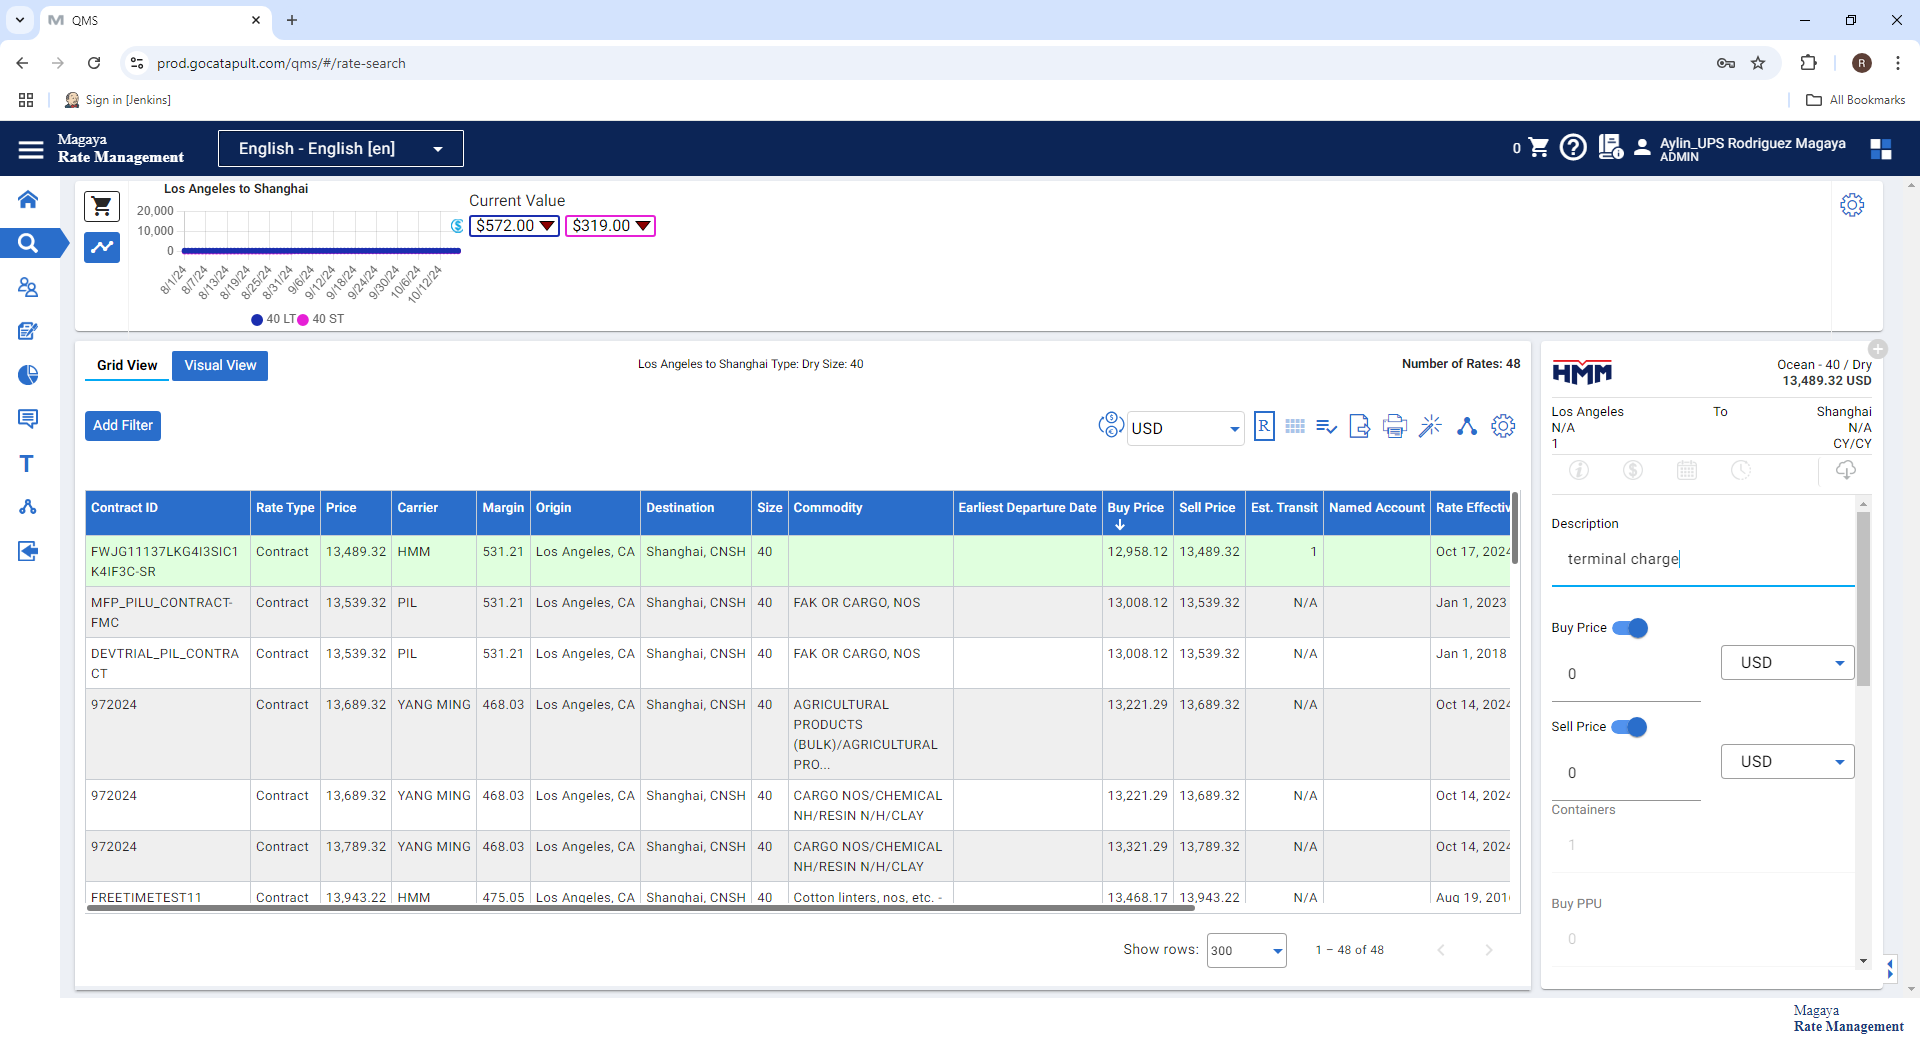 QMS
prod.gocatapult.com/qms/#/rate-search
R
Sign in [Jenkins]
All Bookmarks
Magaya
Rate Management
English - English [en]
0
Aylin_UPS Rodriguez Magaya
ADMIN
Los Angeles to Shanghai
20,000
10,000
0
8/1/24
8/7/24
8/13/24
8/19/24
8/25/24
8/31/24
9/6/24
9/12/24
9/18/24
9/24/24
9/30/24
10/6/24
10/12/24
40 LT 40 ST
Current Value
$572.00 $319.00
Grid View
Visual View
Los Angeles to Shanghai Type: Dry Size: 40
Number of Rates: 48
Add Filter
USD
R
Contract ID Rate Type Price Carrier Margin Origin Destination Size Commodity Earliest Departure Date Buy Price Sell Price Est. Transit Named Account Rate Effectiv
FWJG11137LKG4I3SIC1 Contract 13,489.32 HMM 531.21 Los Angeles, CA Shanghai, CNSH 40 12,958.12 13,489.32 1 Oct 17, 2024
K4IF3C-SR
MFP_PILU_CONTRACT- Contract 13,539.32 PIL 531.21 Los Angeles, CA Shanghai, CNSH 40 FAK OR CARGO, NOS 13,008.12 13,539.32 N/A Jan 1, 2023
FMC
DEVTRIAL_PIL_CONTRA Contract 13,539.32 PIL 531.21 Los Angeles, CA Shanghai, CNSH 40 FAK OR CARGO, NOS 13,008.12 13,539.32 N/A Jan 1, 2018
CT
972024 Contract 13,689.32 YANG MING 468.03 Los Angeles, CA Shanghai, CNSH 40 AGRICULTURAL 13,221.29 13,689.32 N/A Oct 14, 2024
PRODUCTS
(BULK)/AGRICULTURAL
PRO...
972024 Contract 13,689.32 YANG MING 468.03 Los Angeles, CA Shanghai, CNSH 40 CARGO NOS/CHEMICAL 13,221.29 13,689.32 N/A Oct 14, 2024
NH/RESIN N/H/CLAY
972024 Contract 13,789.32 YANG MING 468.03 Los Angeles, CA Shanghai, CNSH 40 CARGO NOS/CHEMICAL 13,321.29 13,789.32 N/A Oct 14, 2024
NH/RESIN N/H/CLAY
FREETIMETEST11 Contract 13,943.22 HMM 475.05 Los Angeles, CA Shanghai, CNSH 40 Cotton linters, nos, etc. - 13,468.17 13,943.22 N/A Aug 19, 201
Show rows: 300 1 – 48 of 48
HMM
Ocean - 40 / Dry
13,489.32 USD
Los Angeles To Shanghai
N/A N/A
1 CY/CY
Description
terminal charge
Buy Price
0 USD
Sell Price
0 USD
Containers
1
Buy PPU
0
Magaya
Rate Management